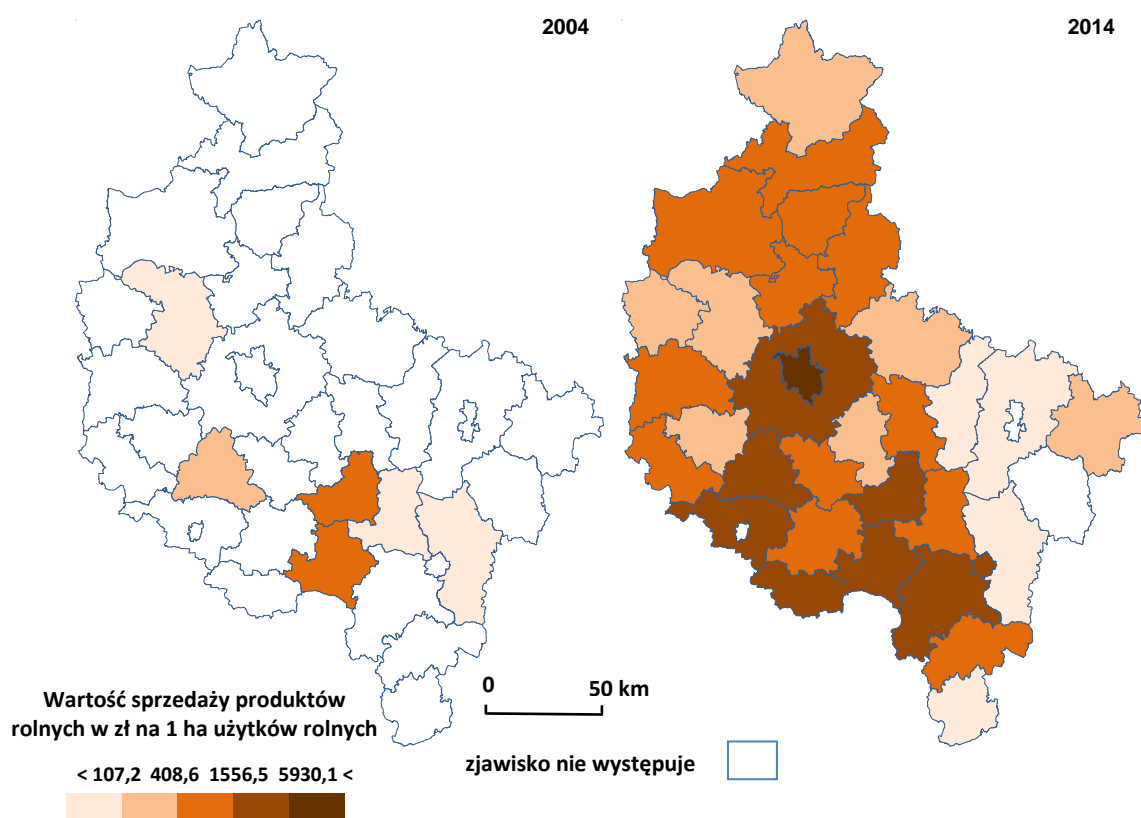 2004
2014
Wartość sprzedaży produktów
rolnych w zł na 1 ha użytków rolnych
0 50 km
zjawisko nie występuje
< 107,2 408,6 1556,5 5930,1 <